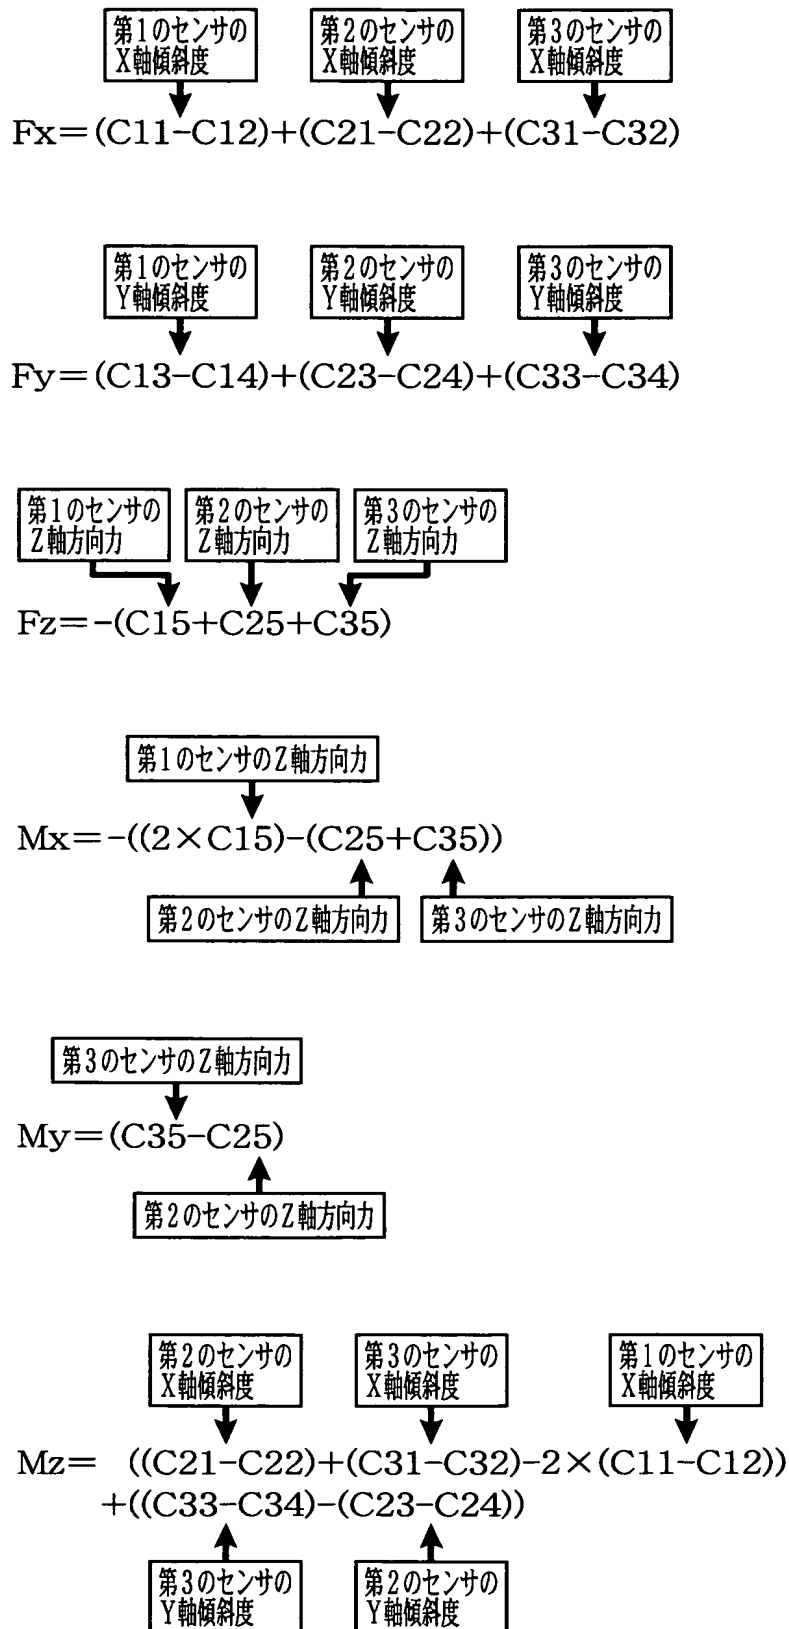 第1のセンサの
X軸傾斜度
第2のセンサの
X軸傾斜度
第3のセンサの
X軸傾斜度
Fx=(C11-C12)+(C21-C22)+(C31-C32)
第1のセンサの
Y軸傾斜度
第2のセンサの
Y軸傾斜度
第3のセンサの
Y軸傾斜度
Fy=(C13-C14)+(C23-C24)+(C33-C34)
第1のセンサの
Z軸方向力
第2のセンサの
Z軸方向力
第3のセンサの
Z軸方向力
Fz=-(C15+C25+C35)
第1のセンサのZ軸方向力
Mx=-((2×C15)-(C25+C35))
第2のセンサのZ軸方向力
第3のセンサのZ軸方向力
第3のセンサのZ軸方向力
My=(C35-C25)
第2のセンサのZ軸方向力
第2のセンサの
X軸傾斜度
第3のセンサの
X軸傾斜度
第1のセンサの
X軸傾斜度
Mz= ((C21-C22)+(C31-C32)-2×(C11-C12))
+((C33-C34)-(C23-C24))
第3のセンサの
Y軸傾斜度
第2のセンサの
Y軸傾斜度